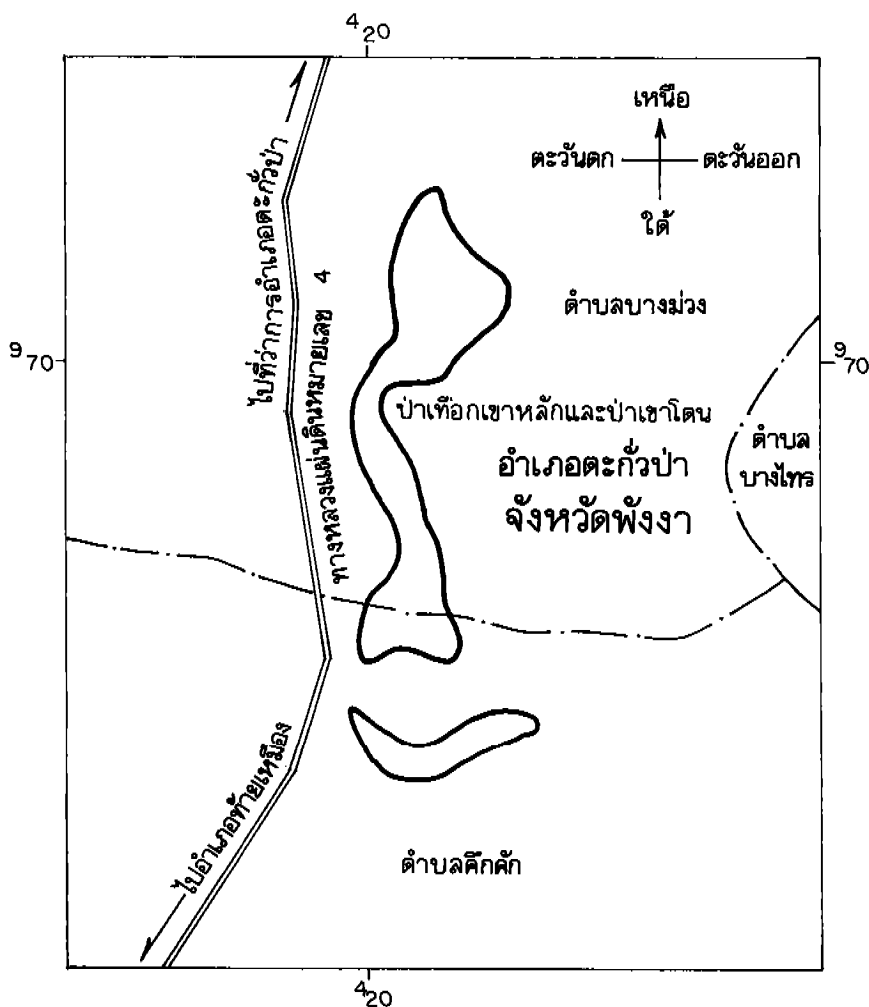 420
เหนือ
ตะวันตก
ตะวันออก
ใต้
ไปที่ว่าการอำเภอตะกั่วป่า
ทางหลวงแผ่นดินหมายเลข 4
ตำบลบางม่วง
970
970
ป่าเทือกเขาหลักและป่าเขาโตน
อำเภอตะกั่วป่า
จังหวัดพังงา
ตำบล
บางไทร
ไปอำเภอท้ายเหมือง
ตำบลคึกคัก
420